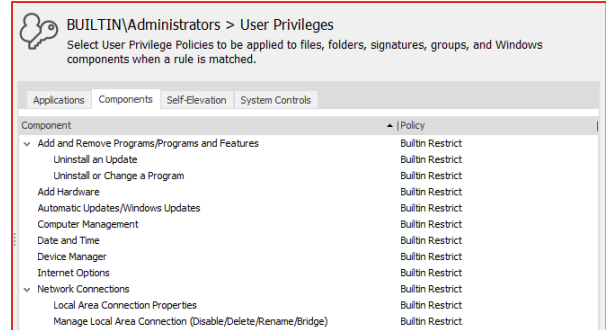 BUILTIN\Administrators > User Privileges
Select User Privilege Policies to be applied to files, folders, signatures, groups, and Windows
components when a rule is matched.
Applications Components Self-Elevation System Controls
Component Policy
Add and Remove Programs/Programs and Features Builtin Restrict
Uninstall an Update Builtin Restrict
Uninstall or Change a Program Builtin Restrict
Add Hardware Builtin Restrict
Automatic Updates/Windows Updates Builtin Restrict
Computer Management Builtin Restrict
Date and Time Builtin Restrict
Device Manager Builtin Restrict
Internet Options Builtin Restrict
Network Connections Builtin Restrict
Local Area Connection Properties Builtin Restrict
Manage Local Area Connection (Disable/Delete/Rename/Bridge) Builtin Restrict